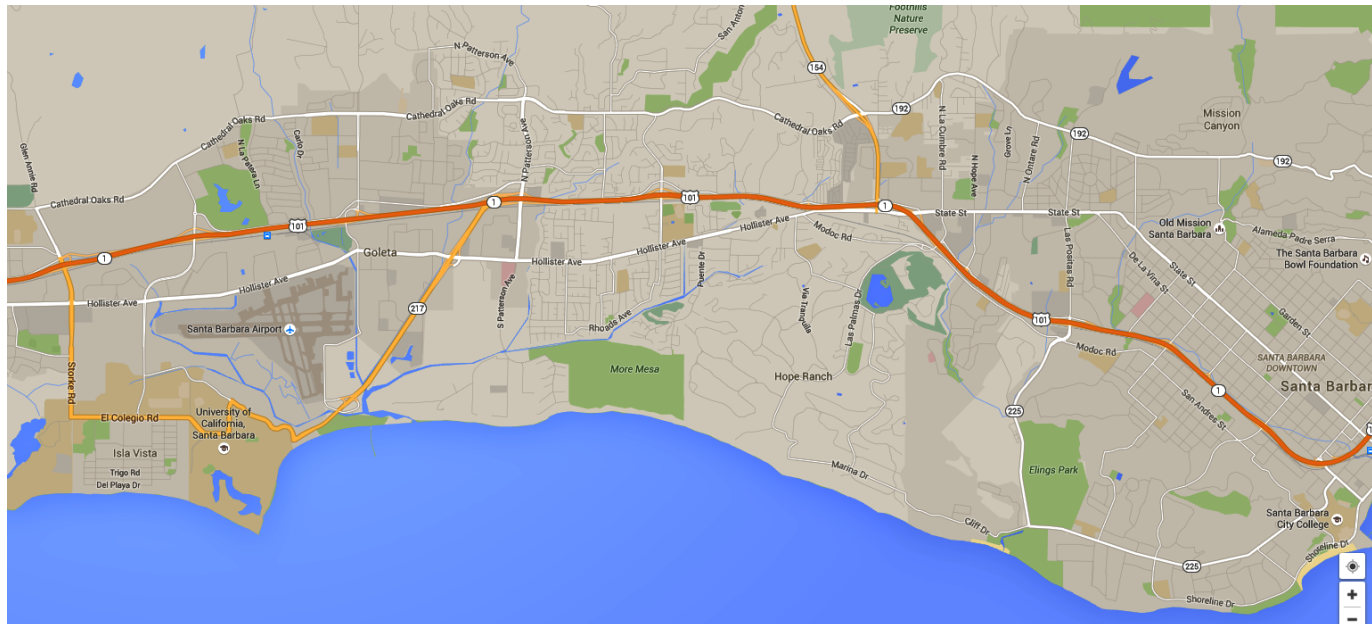 Foothills
Nature
Preserve
San Anton
N Patterson Ave
154
192
Cathedral Oaks Rd
Cathedral Oaks Rd
Cathedral Oaks Rd
Mission
Canyon
N La Cumbre Rd
192
192
Glen Annie Rd
N La Patera Ln
Carlo Dr
N Patterson Ave
N Hope Ave
Grove Ln
N Ontare Rd
Cathedral Oaks Rd
1
101
1
State St
State St
101
1
Goleta
Hollister Ave
Hollister Ave
Modoc Rd
Las Positas Rd
Old Mission
Santa Barbara
Alameda Padre Serra
The Santa Barbara
Bowl Foundation
De La Vina St
State St
Hollister Ave
Hollister Ave
S Patterson Ave
Puente Dr
Via Tranquila
Las Palmas Dr
217
Santa Barbara Airport
Rhoads Ave
Garden St
101
Modoc Rd
Storke Rd
More Mesa
Hope Ranch
SANTA BARBARA
DOWNTOWN
Santa Barbar
1
San Andres St
El Colegio Rd
University of
California,
Santa Barbara
225
Isla Vista
Trigo Rd
Del Playa Dr
Marina Dr
Elings Park
Cliff Dr
Santa Barbara
City College
Shoreline Dr
225
Shoreline Dr
+
−